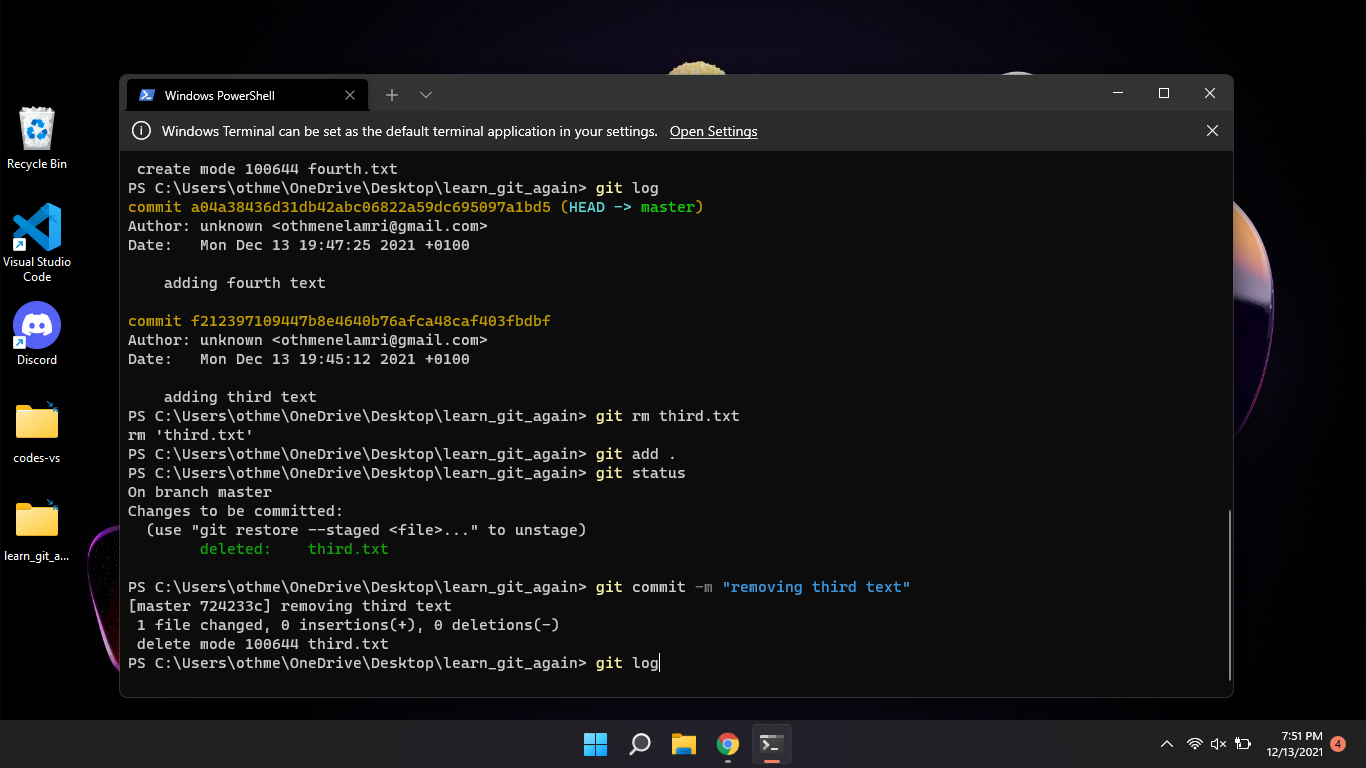 Windows PowerShell
Windows Terminal can be set as the default terminal application in your settings. Open Settings
Recycle Bin
Visual Studio
Code
Discord
codes-vs
learn_git_a...
 create mode 100644 fourth.txt
PS C:\Users\othme\OneDrive\Desktop\learn_git_again> git log
commit a04a38436d31db42abc06822a59dc695097a1bd5 (HEAD -> master)
Author: unknown <othmenelamri@gmail.com>
Date:   Mon Dec 13 19:47:25 2021 +0100
    adding fourth text
commit f212397109447b8e4640b76afca48caf403fbdbf
Author: unknown <othmenelamri@gmail.com>
Date:   Mon Dec 13 19:45:12 2021 +0100
    adding third text
PS C:\Users\othme\OneDrive\Desktop\learn_git_again> git rm third.txt
rm 'third.txt'
PS C:\Users\othme\OneDrive\Desktop\learn_git_again> git add .
PS C:\Users\othme\OneDrive\Desktop\learn_git_again> git status
On branch master
Changes to be committed:
  (use "git restore --staged <file>..." to unstage)
        deleted:    third.txt
PS C:\Users\othme\OneDrive\Desktop\learn_git_again> git commit -m "removing third text"
[master 724233c] removing third text
 1 file changed, 0 insertions(+), 0 deletions(-)
 delete mode 100644 third.txt
PS C:\Users\othme\OneDrive\Desktop\learn_git_again> git log
7:51 PM
12/13/2021
4